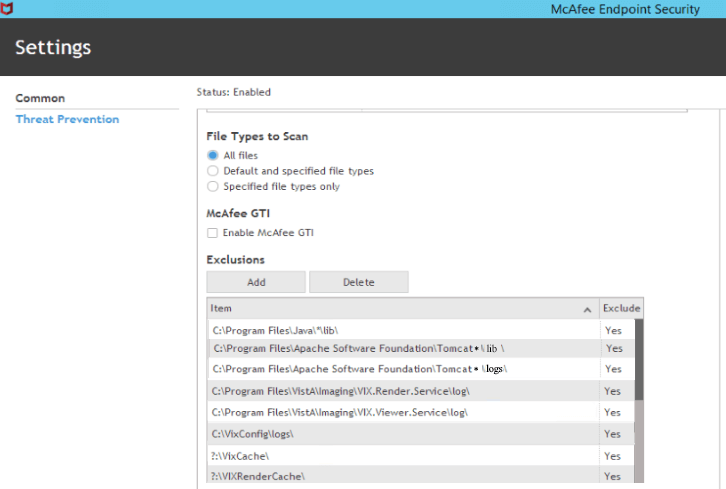 McAfee Endpoint Security
Settings
Common
Threat Prevention
Status: Enabled
File Types to Scan
All files
Default and specified file types
Specified file types only
McAfee GTI
Enable McAfee GTI
Exclusions
Add Delete
Item Exclude
C:\Program Files\Java\*\lib\ Yes
C:\Program Files\Apache Software Foundation\Tomcat*\lib \ Yes
C:\Program Files\Apache Software Foundation\Tomcat* \logs\ Yes
C:\Program Files\VistA\Imaging\VIX.Render.Service\log\ Yes
C:\Program Files\VistA\Imaging\VIX.Viewer.Service\log\ Yes
C:\VixConfig\logs\ Yes
?:\VixCache\ Yes
?:\VIXRenderCache\ Yes